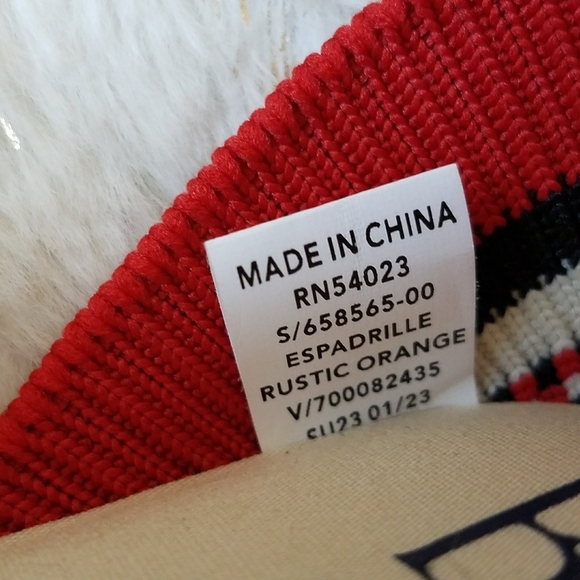 MADE IN CHINA
RN54023
S/658565-00
ESPADRILLE
RUSTIC ORANGE
V/700082435
SU23 01/23